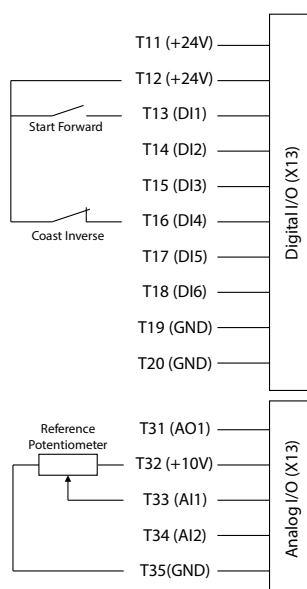 T11 (+24V)
T12 (+24V)
T13 (DI1)
Start Forward
T14 (DI2)
T15 (DI3)
T16 (DI4)
Coast Inverse
T17 (DI5)
T18 (DI6)
T19 (GND)
T20 (GND)
Digital I/O (X13)
Reference
Potentiometer
T31 (AO1)
T32 (+10V)
T33 (AI1)
T34 (AI2)
T35(GND)
Analog I/O (X13)